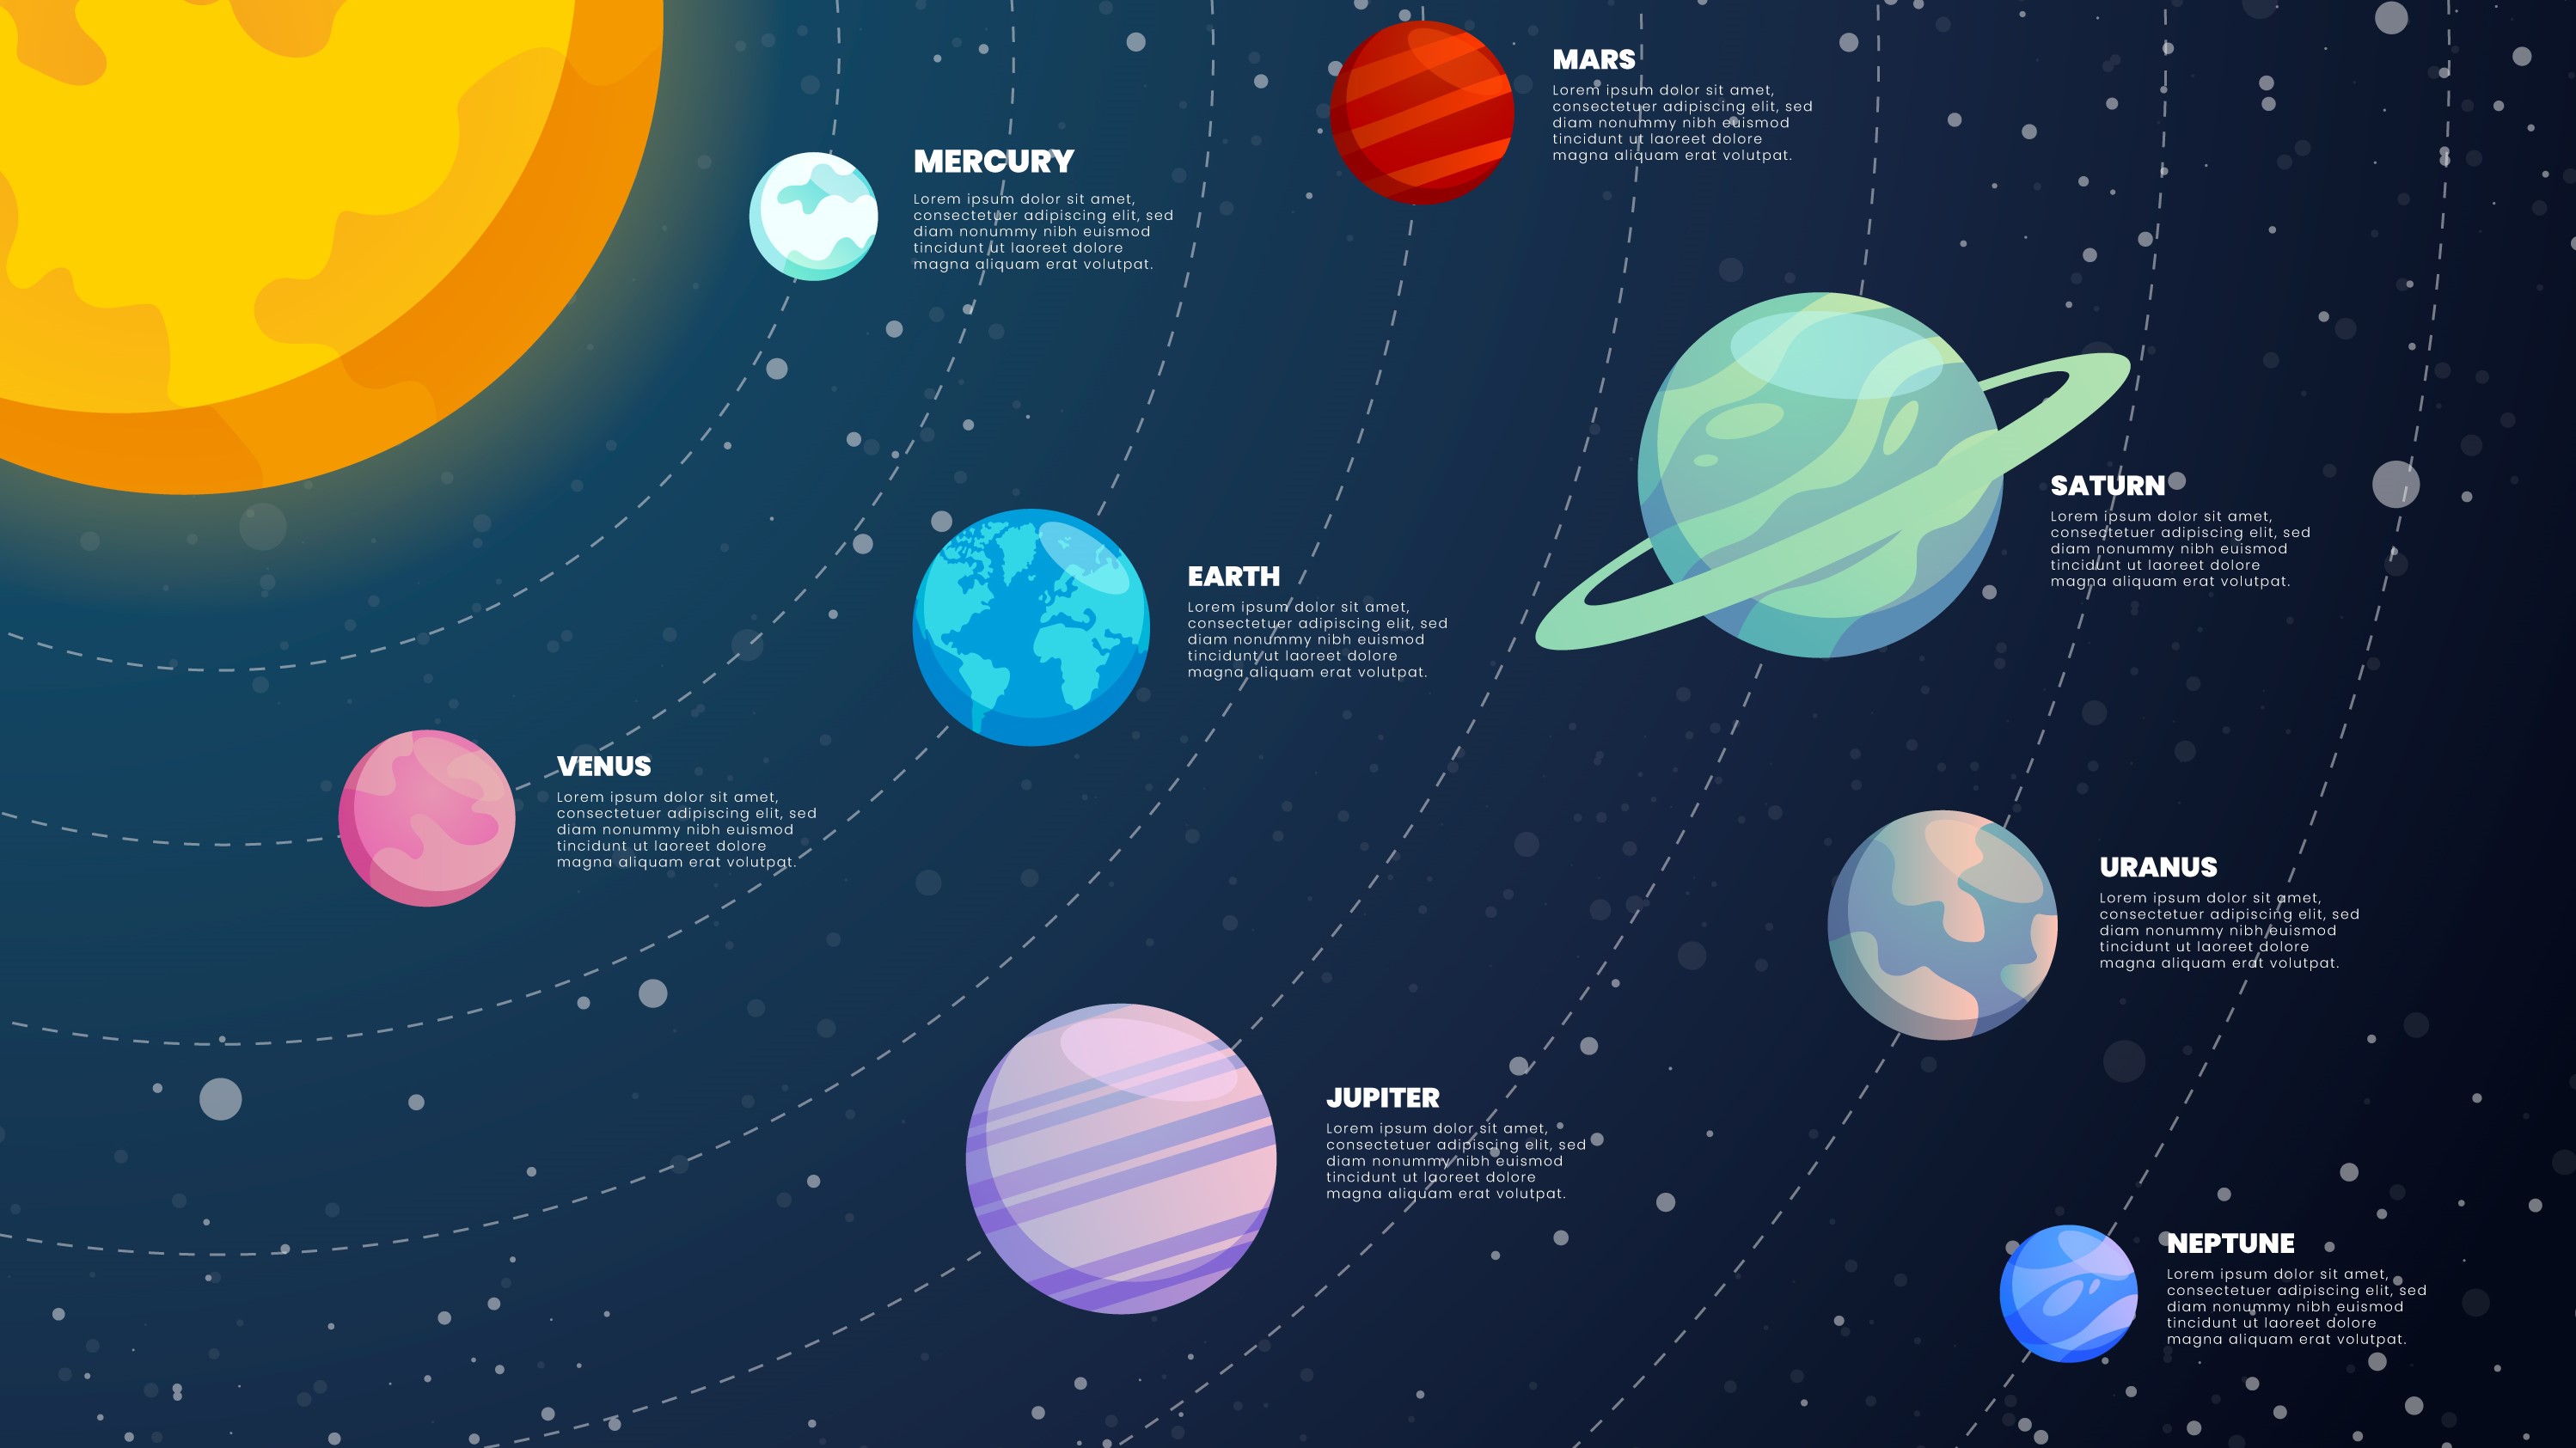 MARS
Lorem ipsum dolor sit amet,
consectetuer adipiscing elit, sed
diam nonummy nibh euismod
tincidunt ut laoreet dolore
magna aliquam erat volutpat.
MERCURY
Lorem ipsum dolor sit amet,
consectetuer adipiscing elit, sed
diam nonummy nibh euismod
tincidunt ut laoreet dolore
magna aliquam erat volutpat.
SATURN
Lorem ipsum dolor sit amet,
consectetuer adipiscing elit, sed
diam nonummy nibh euismod
tincidunt ut laoreet dolore
magna aliquam erat volutpat.
EARTH
Lorem ipsum dolor sit amet,
consectetuer adipiscing elit, sed
diam nonummy nibh euismod
tincidunt ut laoreet dolore
magna aliquam erat volutpat.
VENUS
Lorem ipsum dolor sit amet,
consectetuer adipiscing elit, sed
diam nonummy nibh euismod
tincidunt ut laoreet dolore
magna aliquam erat volutpat.
URANUS
Lorem ipsum dolor sit amet,
consectetuer adipiscing elit, sed
diam nonummy nibh euismod
tincidunt ut laoreet dolore
magna aliquam erat volutpat.
JUPITER
Lorem ipsum dolor sit amet,
consectetuer adipiscing elit, sed
diam nonummy nibh euismod
tincidunt ut laoreet dolore
magna aliquam erat volutpat.
NEPTUNE
Lorem ipsum dolor sit amet,
consectetuer adipiscing elit, sed
diam nonummy nibh euismod
tincidunt ut laoreet dolore
magna aliquam erat volutpat.